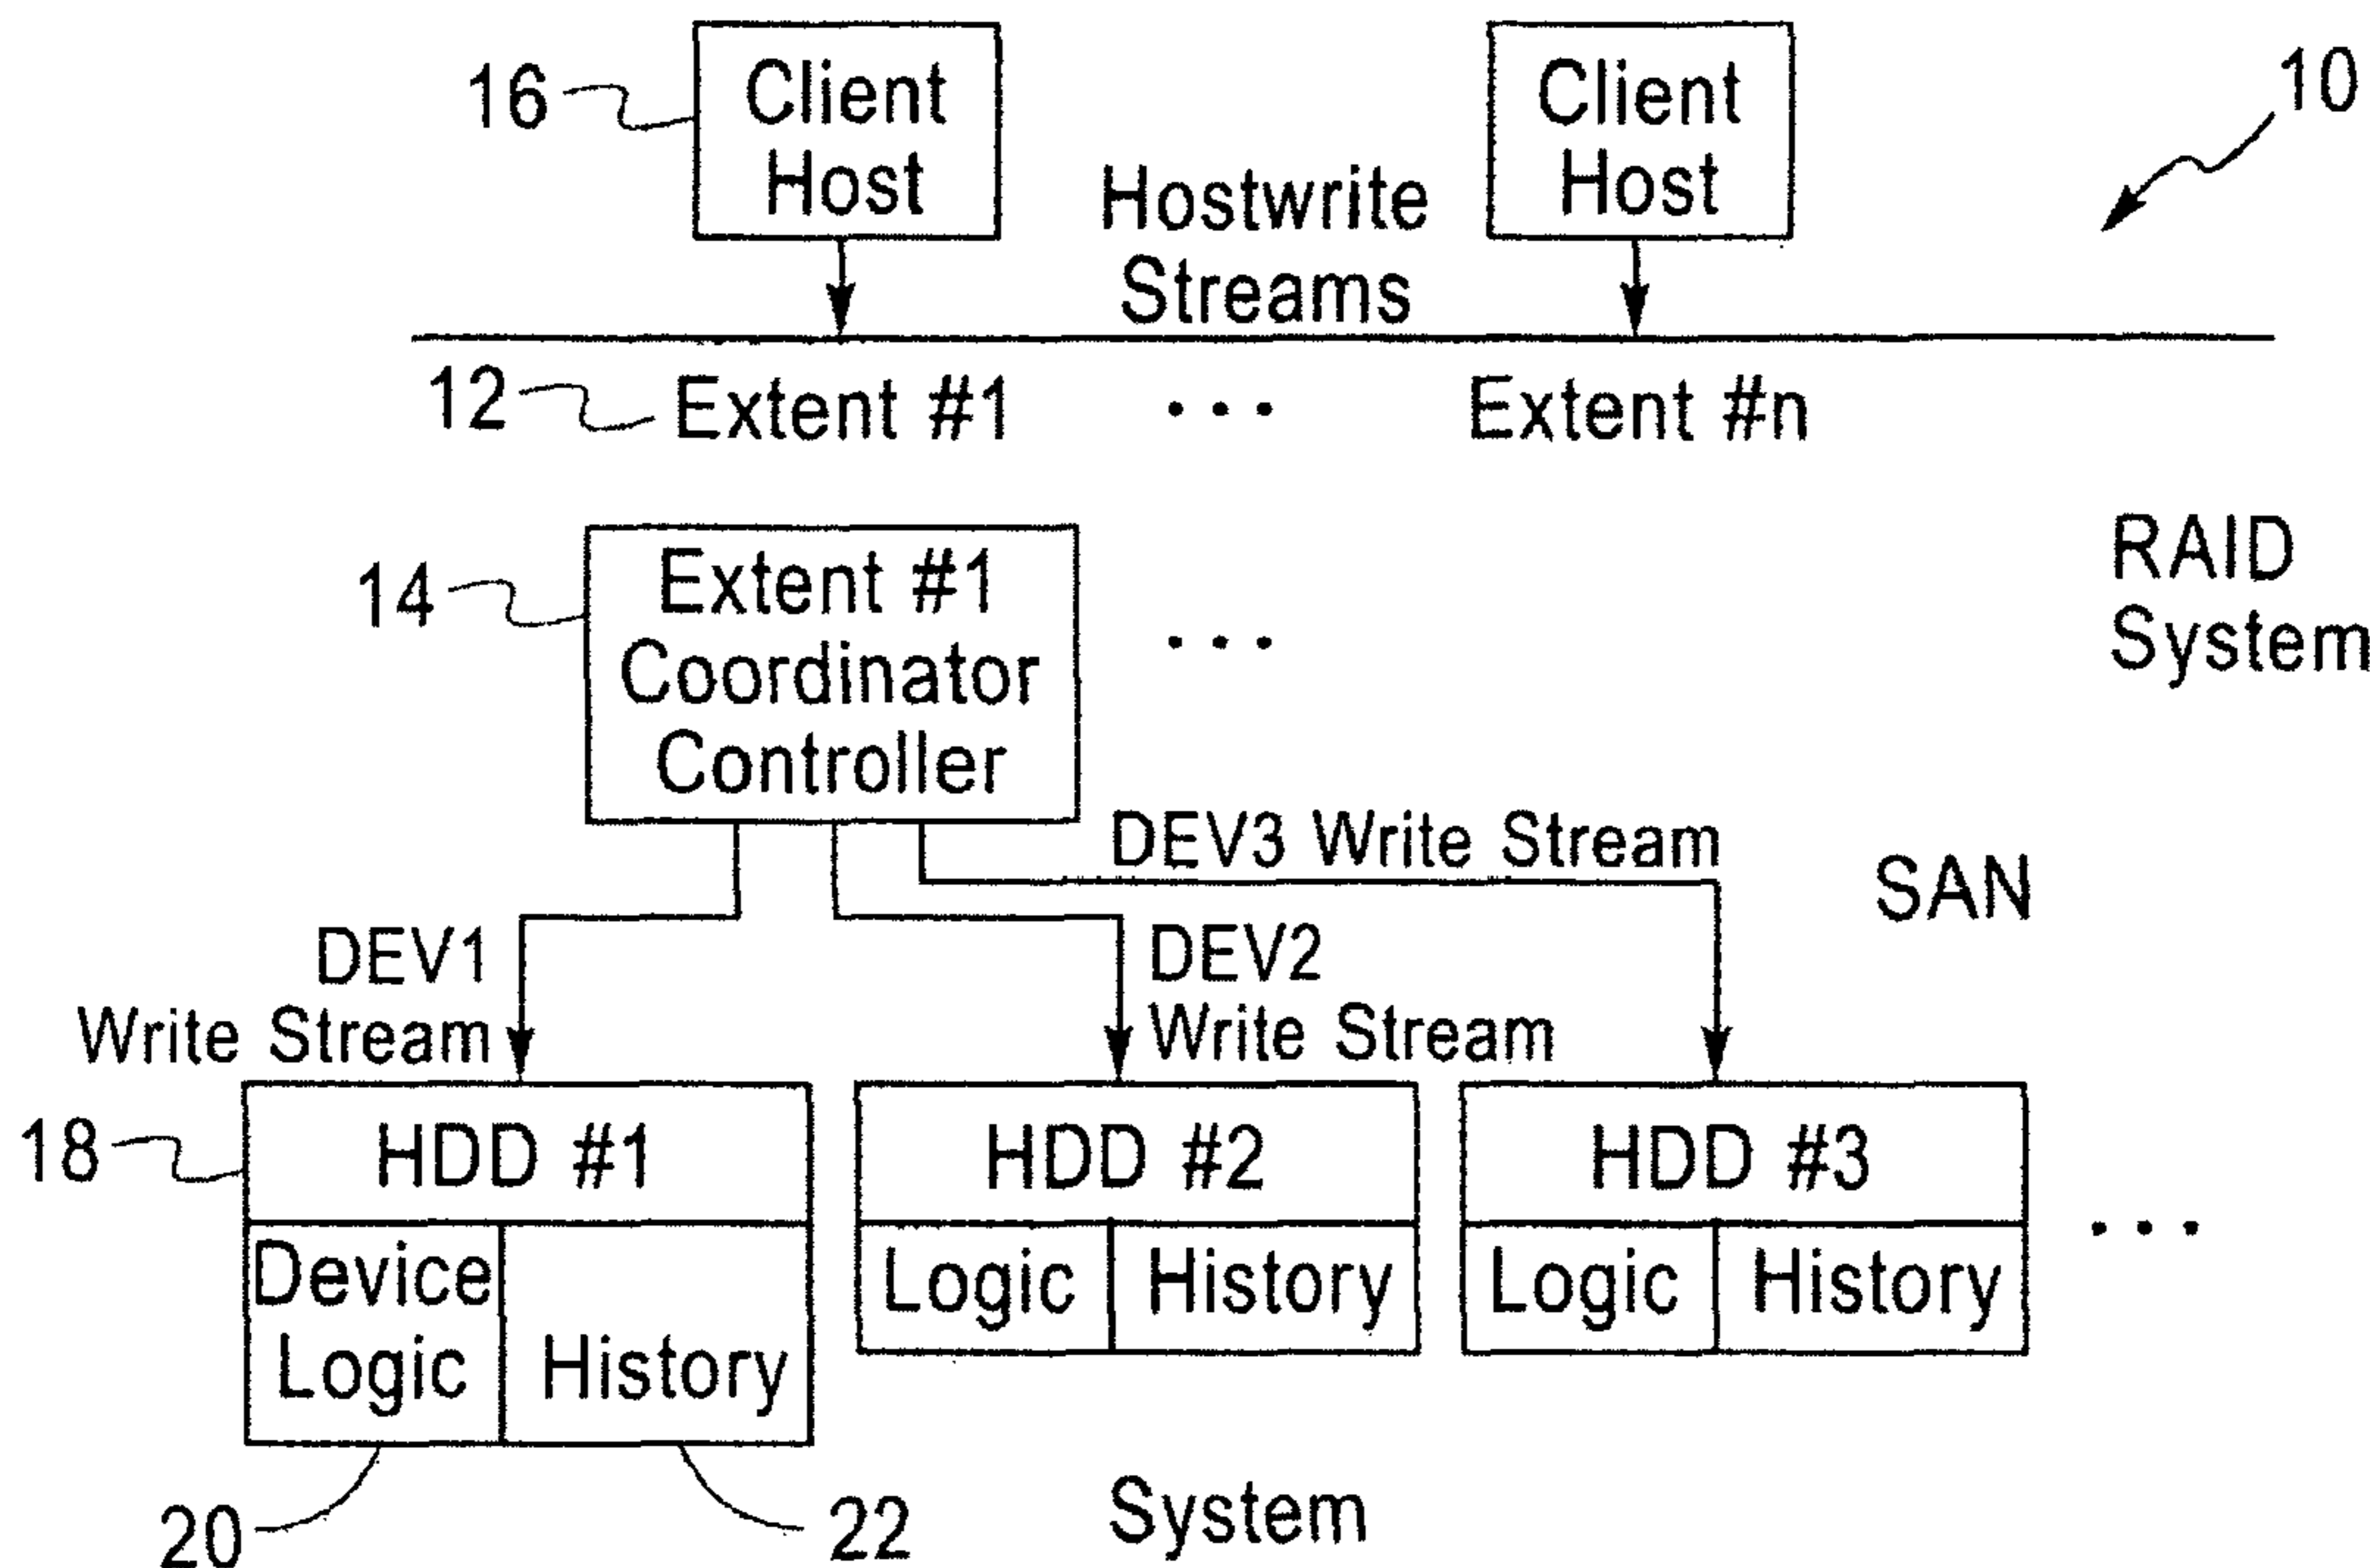 16
Client
Host
Hostwrite
Streams
Client
Host
10
12
Extent #1
...
Extent #n
14
Extent #1
Coordinator
Controller
...
RAID
System
DEV3 Write Stream
SAN
DEV1
Write Stream
DEV2
Write Stream
18
HDD #1
HDD #2
HDD #3
Device
Logic
History
Logic
History
Logic
History
...
20
22
System